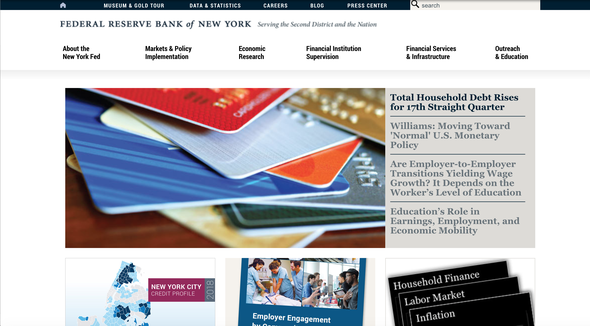 MUSEUM & GOLD TOUR DATA & STATISTICS CAREERS BLOG PRESS CENTER search
FEDERAL RESERVE BANK of NEW YORK Serving the Second District and the Nation
About the
New York Fed
Markets & Policy
Implementation
Economic
Research
Financial Institution
Supervision
Financial Services
& Infrastructure
Outreach
& Education
Total Household Debt Rises
for 17th Straight Quarter
Williams: Moving Toward
'Normal' U.S. Monetary
Policy
Are Employer-to-Employer
Transitions Yielding Wage
Growth? It Depends on the
Worker's Level of Education
Education's Role in
Earnings, Employment, and
Economic Mobility
NEW YORK CITY
CREDIT PROFILE
2018
Employer Engagement
Household Finance
Labor Market
Inflation